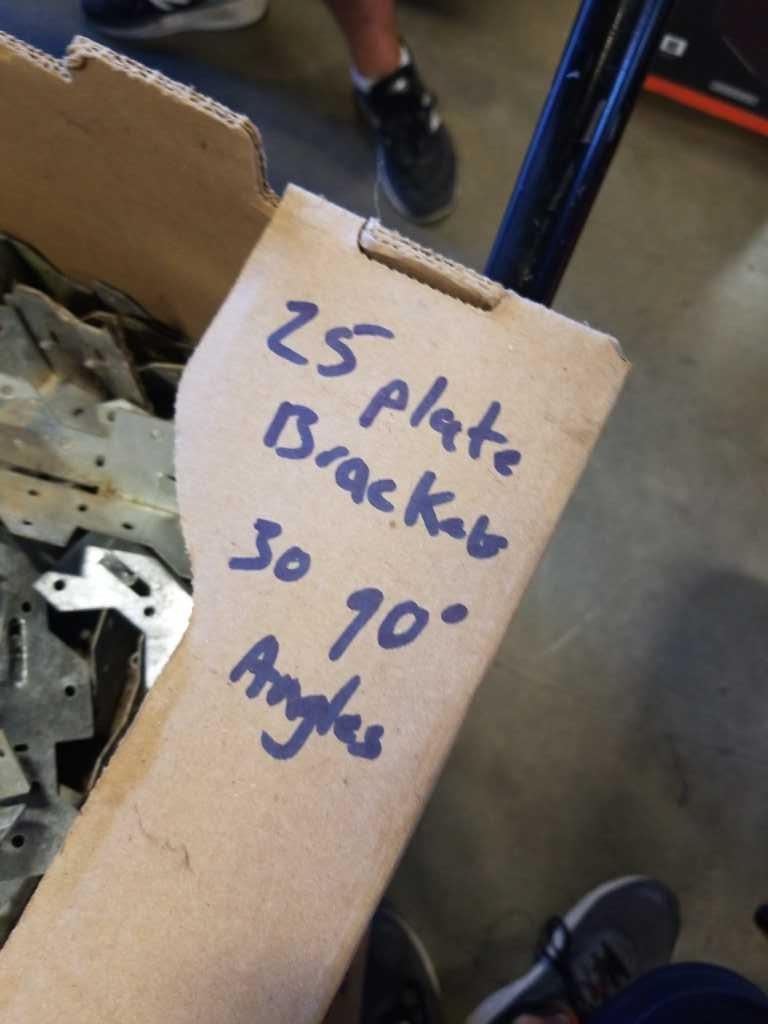 25 plate
Brackets
30 90°
Angles